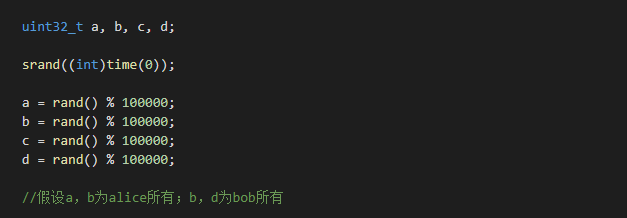 uint32_t a, b, c, d;
srand((int)time(0));
a = rand() % 100000;
b = rand() % 100000;
c = rand() % 100000;
d = rand() % 100000;
//假设a，b为alice所有；b，d为bob所有